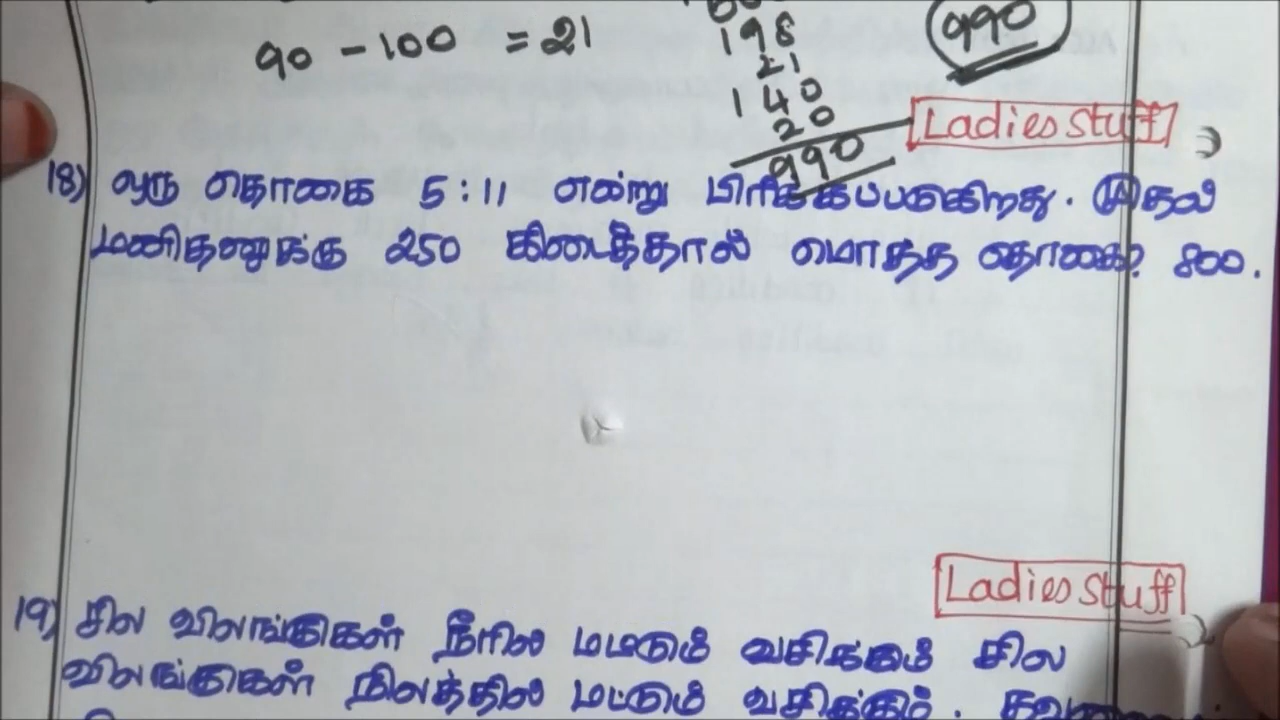 90 - 100 = 21
198
21
140
20
990
990
Ladies Stuff
18) ஒரு தொகை 5:11 என்று பிரிக்கப்படுகிறது. முதல்
மனிதனுக்கு 250 கிடைத்தால் மொத்த தொகை? 800.
Ladies Stuff
19) சில விலங்குகள் நீரில் மட்டும் வசிக்கும் சில
விலங்குகள் நிலத்தில் மட்டும் வசிக்கும்.